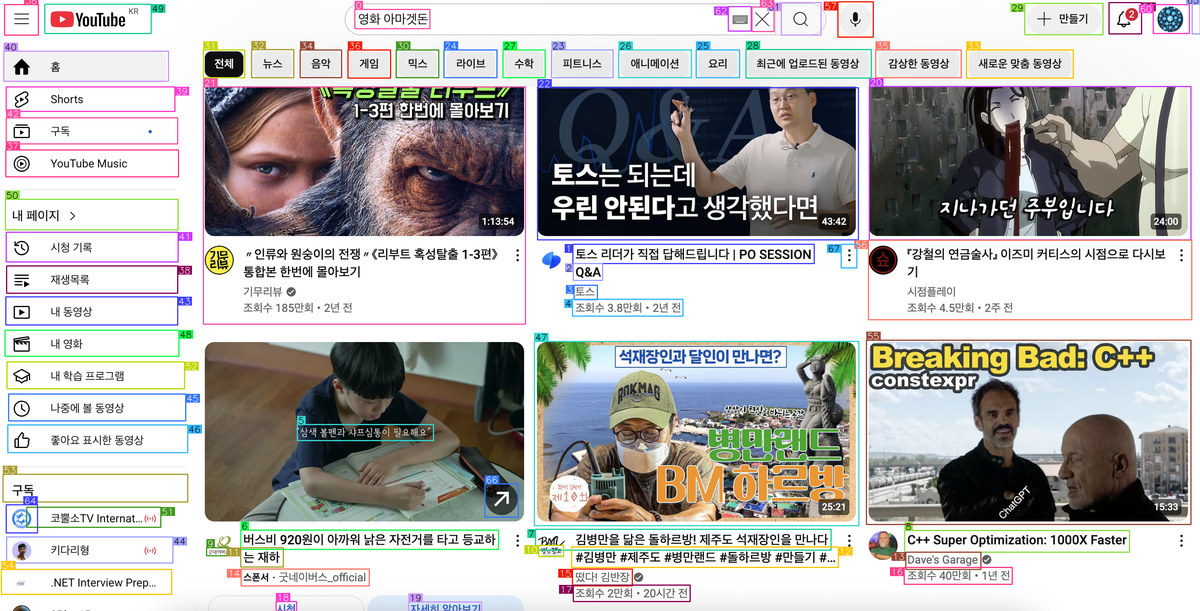 YouTube KR
영화 아마겟돈
만들기
2
홈
Shorts
구독
YouTube Music
내 페이지
시청 기록
재생목록
내 동영상
내 영화
내 학습 프로그램
나중에 볼 동영상
좋아요 표시한 동영상
구독
코뿔소TV Internat...
키다리형
.NET Interview Prep...
전체 뉴스 음악 게임 믹스 라이브 수학 피트니스 애니메이션 요리 최근에 업로드된 동영상 감상한 동영상 새로운 맞춤 동영상
1-3편 한번에 몰아보기
1:13:54
기무
리뷰
〃인류와 원숭이의 전쟁〃《리부트 혹성탈출 1-3편》
통합본 한번에 몰아보기
기무리뷰
조회수 185만회 • 2년 전
Q&A
토스는 되는데
우린 안된다고 생각했다면
43:42
토스 리더가 직접 답해드립니다 | PO SESSION
Q&A
토스
조회수 3.8만회 • 2년 전
지나가던 주부입니다
24:00
『강철의 연금술사』 이즈미 커티스의 시점으로 다시보
기
시점플레이
조회수 4.5만회 • 2주 전
"삼색 볼펜과 샤프심통이 필요해요"
버스비 920원이 아까워 낡은 자전거를 타고 등교하
는 재하
스폰서 · 굿네이버스_official
시청
자세히 알아보기
석재장인과 달인이 만나면?
ROKMAG
병만랜드
BM 하르방
제10화
25:21
김병만 닮은 돌하르방! 제주도 석재장인을 만나다
#김병만 #제주도 #병만랜드 #돌하르방 #만들기 #...
떴다! 김반장
조회수 2만회 • 20시간 전
Breaking Bad: C++
constexpr
ChatGPT
15:33
C++ Super Optimization: 1000X Faster
Dave's Garage
조회수 40만회 • 1년 전